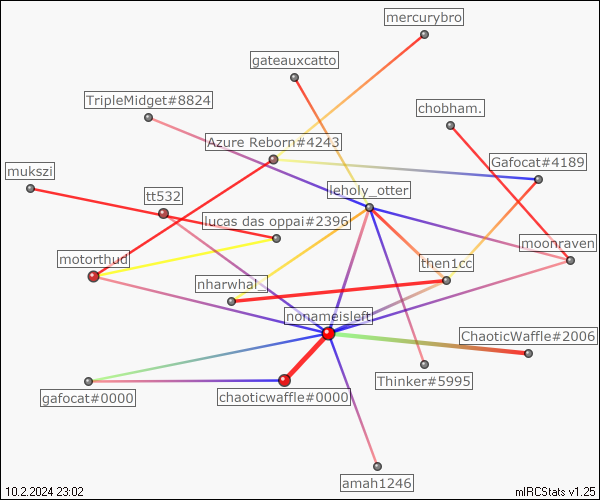 mercurybro
gateauxcatto
TripleMidget#8824
chobham.
Azure Reborn#4243
Gafocat#4189
mukszi
leholy_otter
tt532
lucas das oppai#2396
moonraven
motorthud
then1cc
nharwhal_
nonameisleft
ChaoticWaffle#2006
Thinker#5995
gafocat#0000
chaoticwaffle#0000
amah1246
10.2.2024 23:02
mIRCStats v1.25